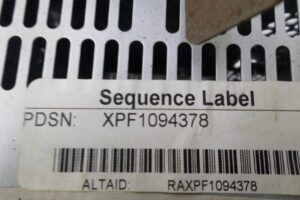 Sequence Label
PDSN: XPF1094378
ALTAID: RAXPF1094378